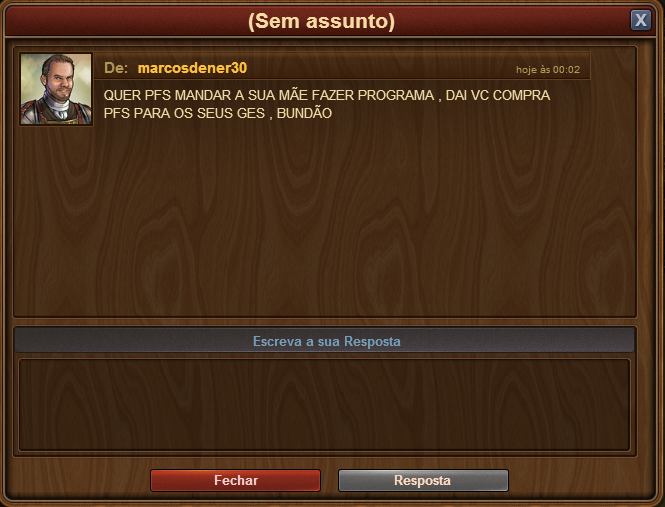 (Sem assunto)
X
De: marcosdener30
hoje às 00:02
QUER PFS MANDAR A SUA MÃE FAZER PROGRAMA , DAI VC COMPRA
PFS PARA OS SEUS GES , BUNDÃO
Escreva a sua Resposta
Fechar
Resposta